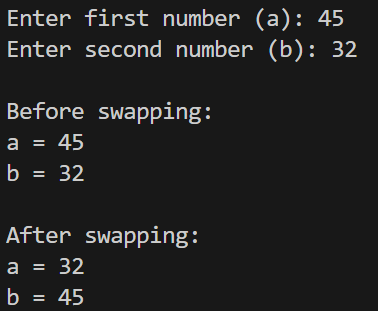 Enter first number (a): 45
Enter second number (b): 32

Before swapping:
a = 45
b = 32

After swapping:
a = 32
b = 45